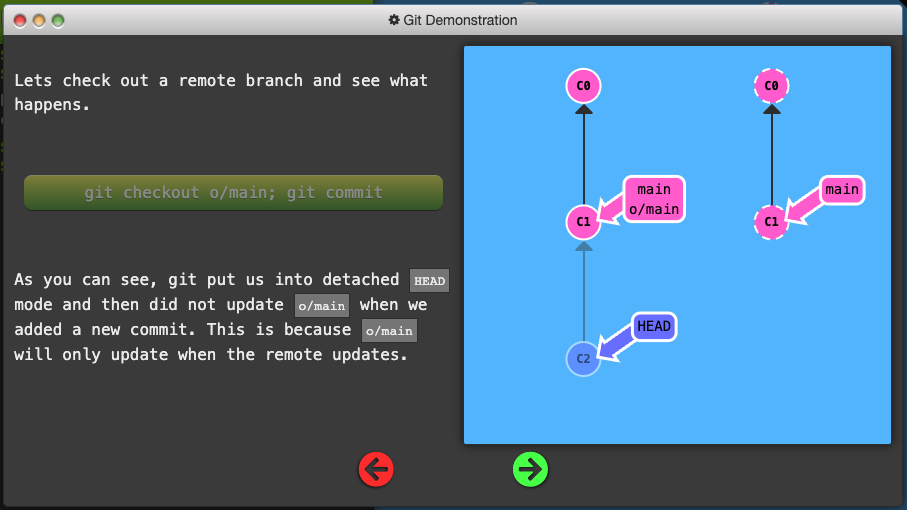 Git Demonstration
Lets check out a remote branch and see what
happens.
git checkout o/main; git commit
As you can see, git put us into detached HEAD
mode and then did not update o/main when we
added a new commit. This is because o/main
will only update when the remote updates.
C0
C0
main
o/main
main
C1
C1
HEAD
C2